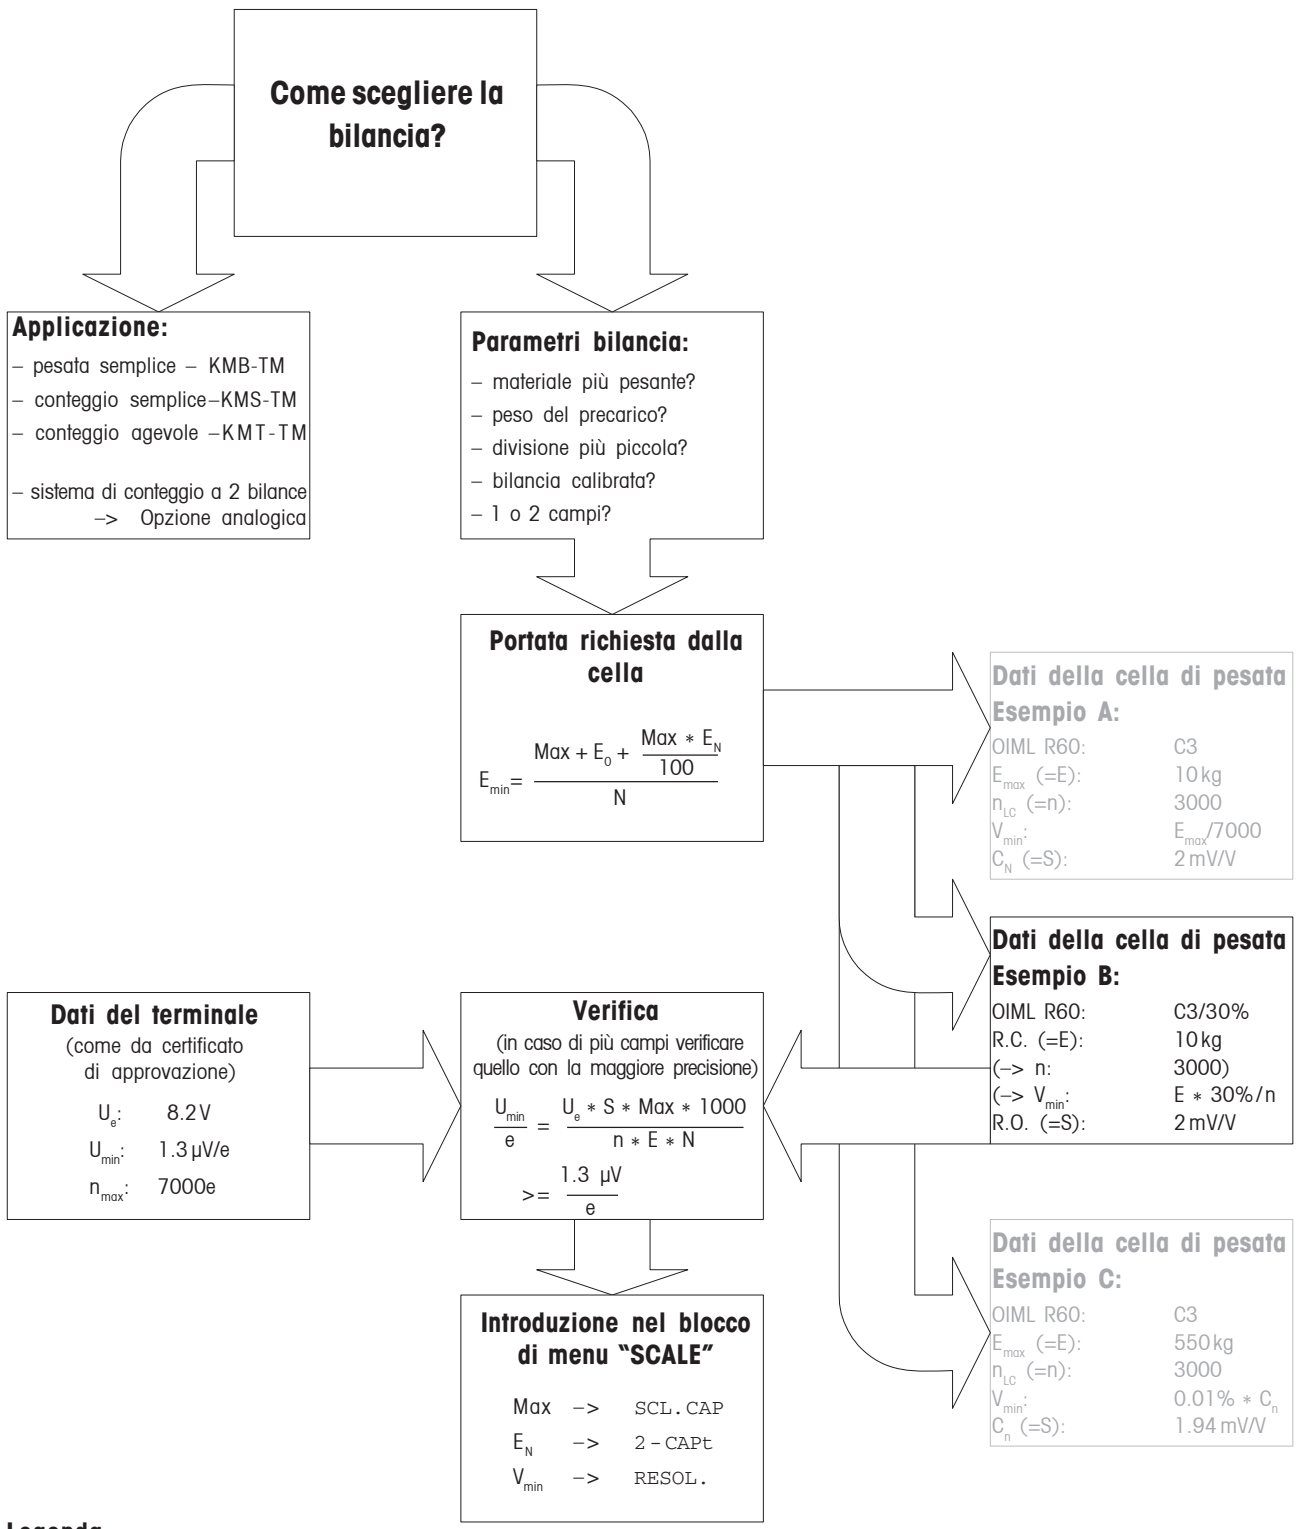 Come scegliere la
bilancia?
Applicazione:
– pesata semplice – KMB-TM
– conteggio semplice–KMS-TM
– conteggio agevole –KMT-TM
– sistema di conteggio a 2 bilance
–> Opzione analogica
Parametri bilancia:
– materiale più pesante?
– peso del precarico?
– divisione più piccola?
– bilancia calibrata?
– 1 o 2 campi?
Portata richiesta dalla
cella
Max * E_N
Max + E_0 +
100
E_min=
N
Dati della cella di pesata
Esempio A:
OIML R60: C3
E_max (=E): 10 kg
n_LC (=n): 3000
V_min: E_max/7000
C_N (=S): 2 mV/V
Dati della cella di pesata
Esempio B:
OIML R60: C3/30%
R.C. (=E): 10 kg
(–> n: 3000)
(–> V_min: E * 30%/n
R.O. (=S): 2 mV/V
Dati del terminale
(come da certificato
di approvazione)
U_e: 8.2 V
U_min: 1.3 µV/e
n_max: 7000e
Verifica
(in caso di più campi verificare
quello con la maggiore precisione)
U_min U_e * S * Max * 1000
=
e n * E * N
1.3 µV
>=
e
Dati della cella di pesata
Esempio C:
OIML R60: C3
E_max (=E): 550 kg
n_LC (=n): 3000
V_min: 0.01% * C_n
C_n (=S): 1.94 mV/V
Introduzione nel blocco
di menu “SCALE”
Max –> SCL.CAP
E_N –> 2-CAPt
V_min –> RESOL.
Legenda